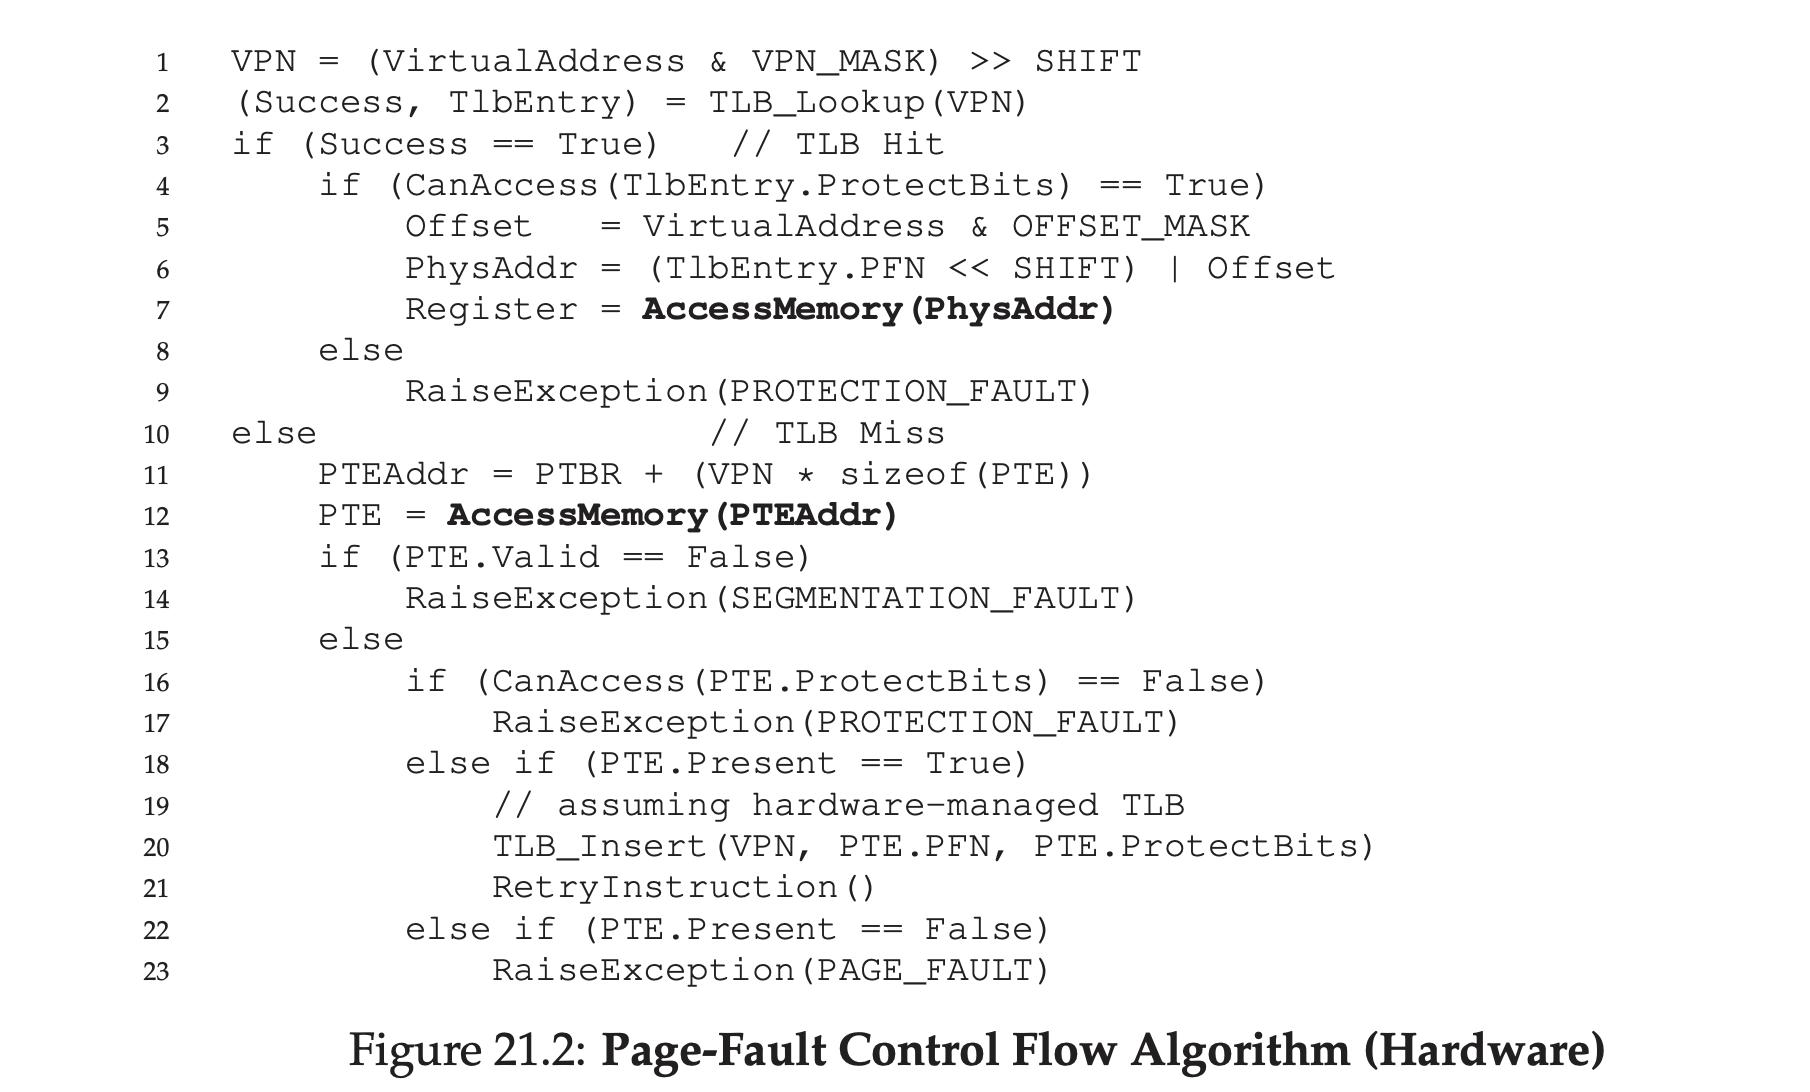 1 VPN = (VirtualAddress & VPN_MASK) >> SHIFT
2 (Success, TlbEntry) = TLB_Lookup(VPN)
3 if (Success == True) // TLB Hit
4 if (CanAccess(TlbEntry.ProtectBits) == True)
5 Offset = VirtualAddress & OFFSET_MASK
6 PhysAddr = (TlbEntry.PFN << SHIFT) | Offset
7 Register = AccessMemory(PhysAddr)
8 else
9 RaiseException(PROTECTION_FAULT)
10 else // TLB Miss
11 PTEAddr = PTBR + (VPN * sizeof(PTE))
12 PTE = AccessMemory(PTEAddr)
13 if (PTE.Valid == False)
14 RaiseException(SEGMENTATION_FAULT)
15 else
16 if (CanAccess(PTE.ProtectBits) == False)
17 RaiseException(PROTECTION_FAULT)
18 else if (PTE.Present == True)
19 // assuming hardware-managed TLB
20 TLB_Insert(VPN, PTE.PFN, PTE.ProtectBits)
21 RetryInstruction()
22 else if (PTE.Present == False)
23 RaiseException(PAGE_FAULT)
Figure 21.2: Page-Fault Control Flow Algorithm (Hardware)